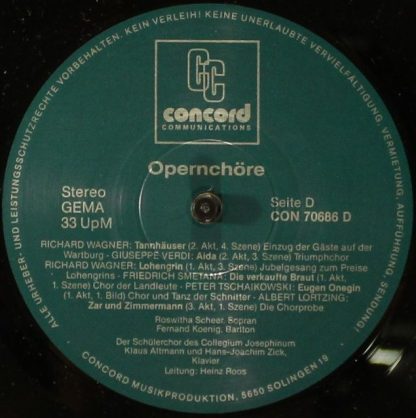 ALLE URHEBER- UND LEISTUNGSSCHUTZRECHTE VORBEHALTEN. KEIN VERLEIH! KEINE UNERLAUBTE VERVIELFÄLTIGUNG, VERMIETUNG, AUFFÜHRUNG, SENDUNG!
CC
concord
COMMUNICATIONS
Opernchöre
Stereo
GEMA
33 UpM
Seite D
CON 70686 D
RICHARD WAGNER: Tannhäuser (2. Akt, 4. Szene) Einzug der Gäste auf der
Wartburg - GIUSEPPE VERDI: Aida (2. Akt, 3. Szene) Triumphchor
RICHARD WAGNER: Lohengrin (1. Akt, 3. Szene) Jubelgesang zum Preise
Lohengrins - FRIEDRICH SMETANA: Die verkaufte Braut (1. Akt, 1.
Szene) Chor der Landleute - PETER TSCHAIKOWSKI: Eugen Onegin
(1. Akt, 1. Bild) Chor und Tanz der Schnitter - ALBERT LORTZING:
Zar und Zimmermann (3. Akt, 1. Szene) Die Chorprobe
Roswitha Scheer, Sopran
Fernand Koenig, Bariton
Der Schülerchor des Collegium Josephinum,
Klaus Altmann und Hans-Joachim Zick,
Klavier
Leitung: Heinz Roos
CONCORD MUSIKPRODUKTION, 5650 SOLINGEN 19